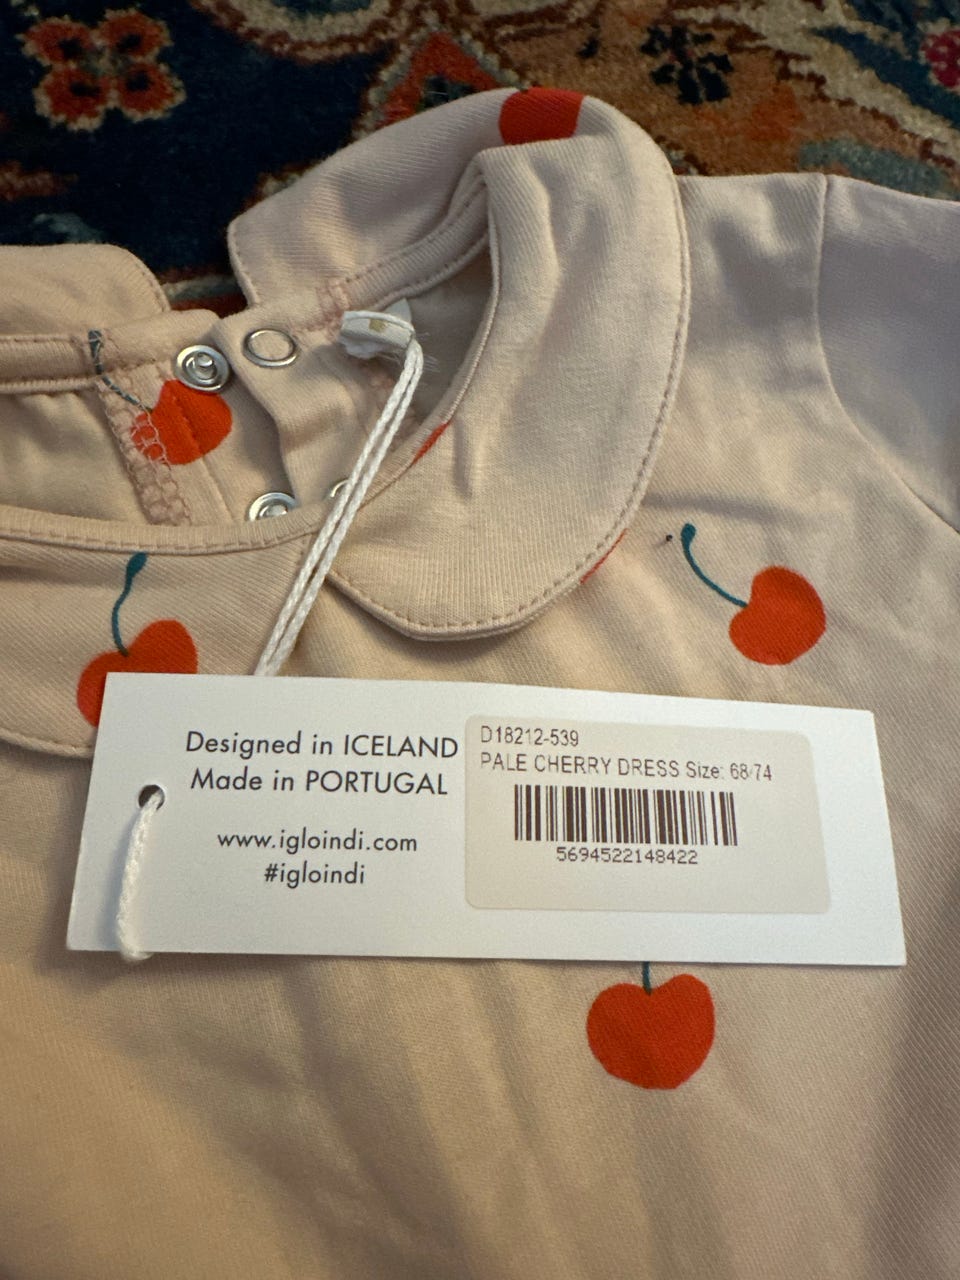 Designed in ICELAND
Made in PORTUGAL
www.igloindi.com
#igloindi
D18212-539
PALE CHERRY DRESS Size: 68/74
5694522148422